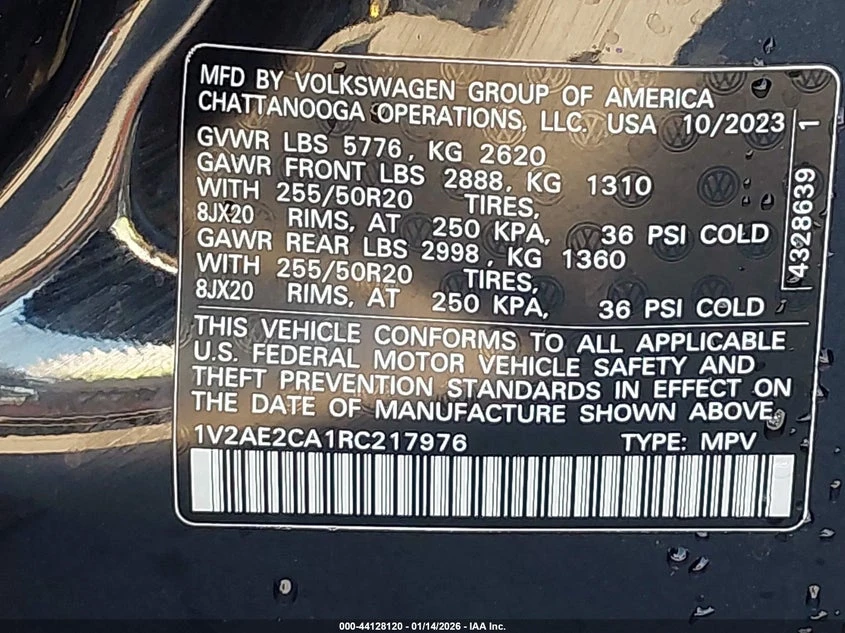 MFD BY VOLKSWAGEN GROUP OF AMERICA
CHATTANOOGA OPERATIONS, LLC. USA 10/2023
GVWR LBS 5776, KG 2620
GAWR FRONT LBS 2888, KG 1310
WITH 255/50R20 TIRES,
8JX20 RIMS, AT 250 KPA, 36 PSI COLD
GAWR REAR LBS 2998, KG 1360
WITH 255/50R20 TIRES,
8JX20 RIMS, AT 250 KPA, 36 PSI COLD
4328639 1
THIS VEHICLE CONFORMS TO ALL APPLICABLE
U.S. FEDERAL MOTOR VEHICLE SAFETY AND
THEFT PREVENTION STANDARDS IN EFFECT ON
THE DATE OF MANUFACTURE SHOWN ABOVE.
1V2AE2CA1RC217976 TYPE: MPV
000-44128120 - 01/14/2026 - IAA Inc.